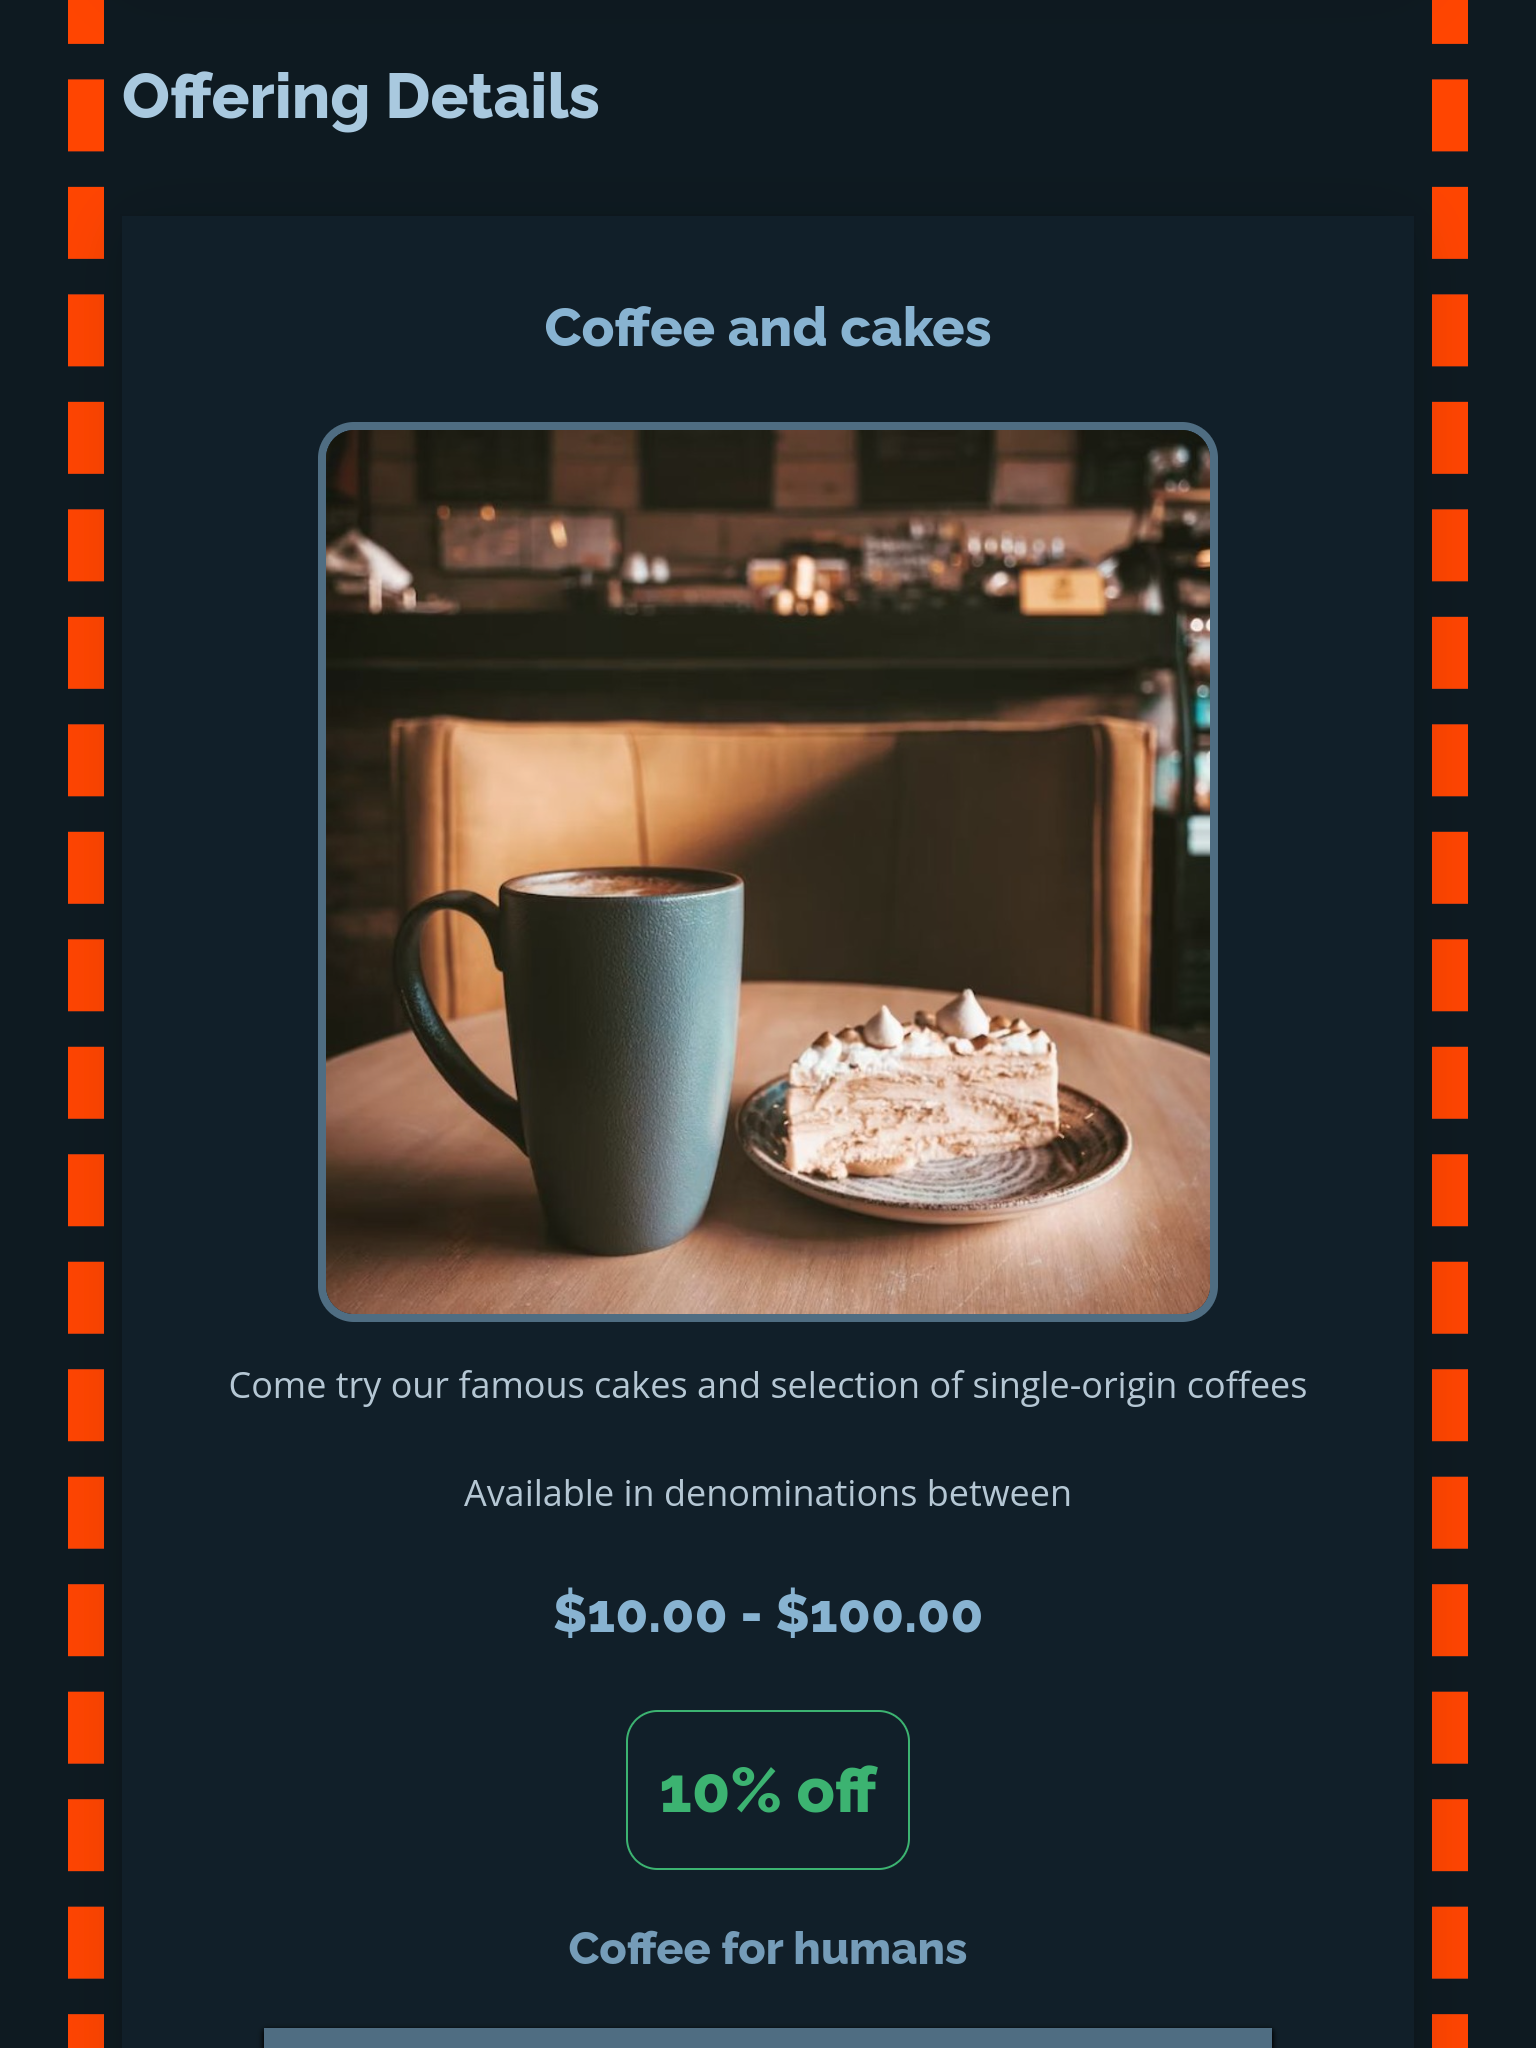 Offering Details
Coffee and cakes
Come try our famous cakes and selection of single-origin coffees
Available in denominations between
$10.00 - $100.00
10% off
Coffee for humans